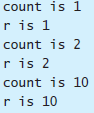 count is 1
r is 1
count is 2
r is 2
count is 10
r is 10